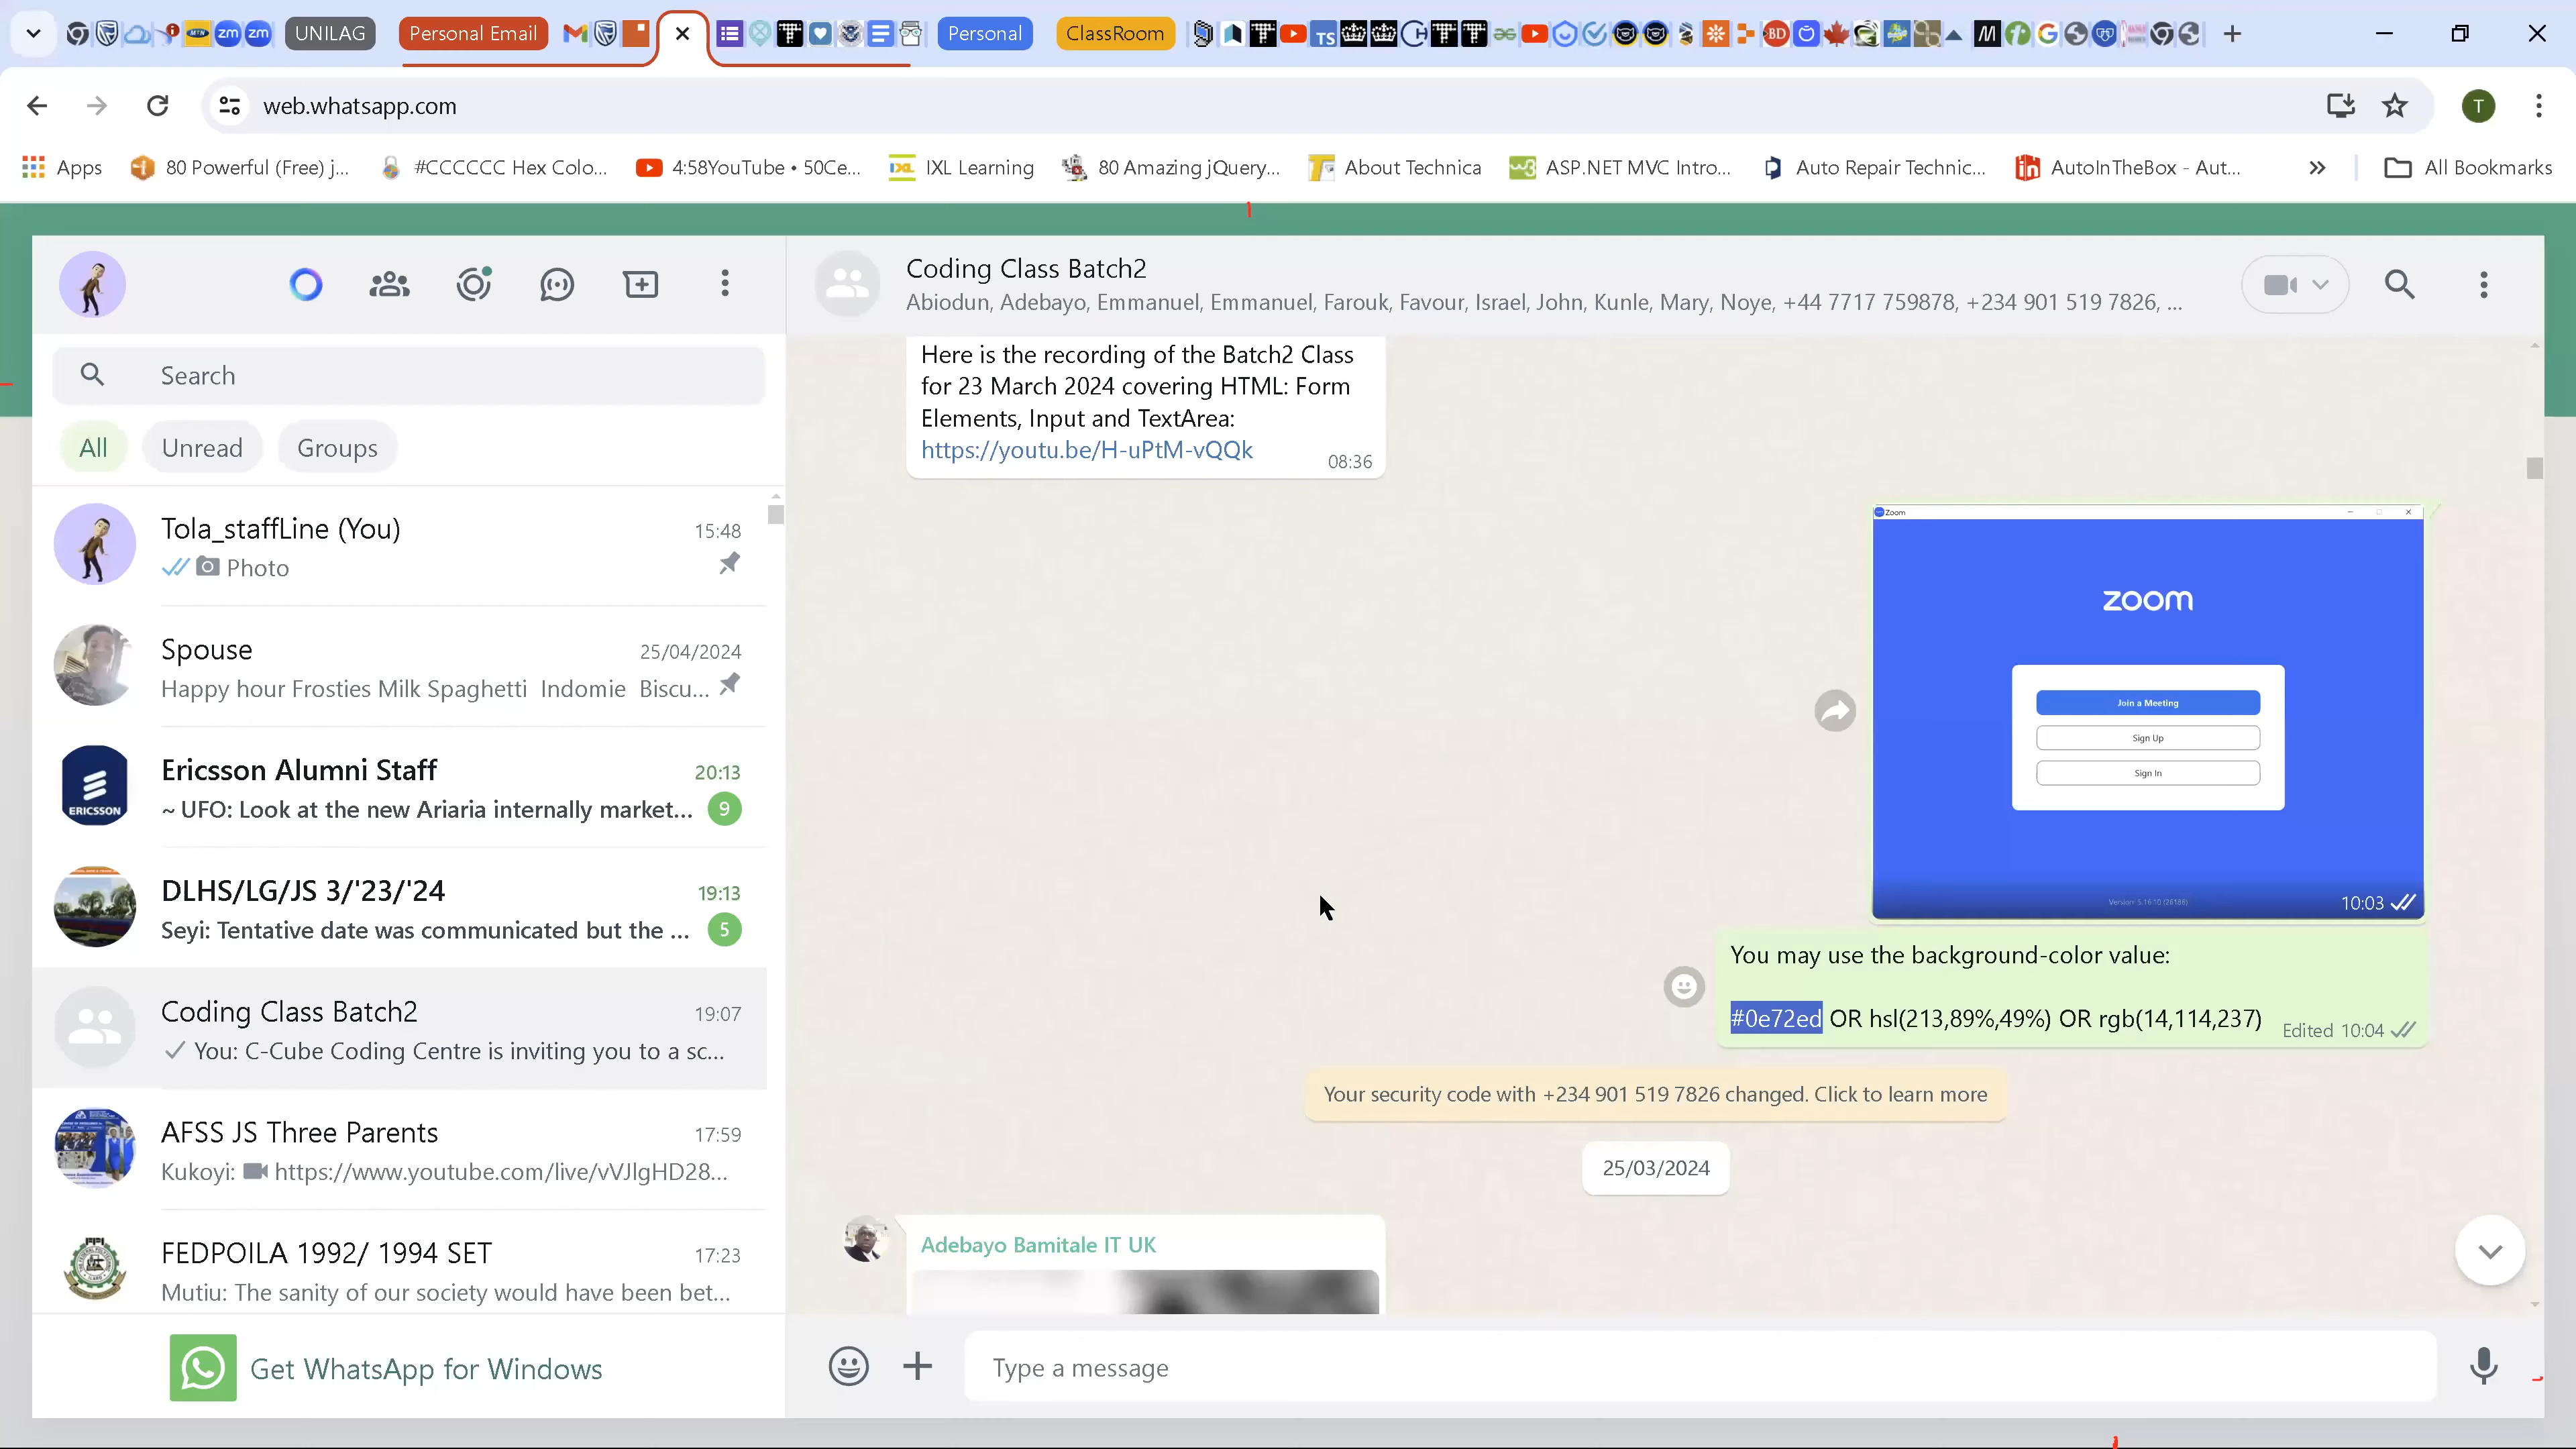 UNILAG
Personal Email
Personal
ClassRoom
web.whatsapp.com
T
Apps
80 Powerful (Free) j...
#CCCCCC Hex Colo...
4:58YouTube • 50Ce...
IXL Learning
80 Amazing jQuery...
About Technica
ASP.NET MVC Intro...
Auto Repair Technic...
AutoInTheBox - Aut...
All Bookmarks
Coding Class Batch2
Abiodun, Adebayo, Emmanuel, Emmanuel, Farouk, Favour, Israel, John, Kunle, Mary, Noye, +44 7717 759878, +234 901 519 7826, ...
Search
All
Unread
Groups
Tola_staffLine (You)
15:48
Photo
Spouse
25/04/2024
Happy hour Frosties Milk Spaghetti Indomie Biscu...
ERICSSON
Ericsson Alumni Staff
20:13
~ UFO: Look at the new Ariaria internally market...
9
DLHS/LG/JS 3/'23/'24
19:13
Seyi: Tentative date was communicated but the ...
5
Coding Class Batch2
19:07
You: C-Cube Coding Centre is inviting you to a sc...
AFSS JS Three Parents
17:59
Kukoyi: https://www.youtube.com/live/vVJlgHD28...
FEDPOILA 1992/ 1994 SET
17:23
Mutiu: The sanity of our society would have been bet...
Get WhatsApp for Windows
Here is the recording of the Batch2 Class
for 23 March 2024 covering HTML: Form
Elements, Input and TextArea:
https://youtu.be/H-uPtM-vQQk
08:36
Zoom
zoom
Join a Meeting
Sign Up
Sign In
10:03
You may use the background-color value:
#0e72ed OR hsl(213,89%,49%) OR rgb(14,114,237)
Edited 10:04
Your security code with +234 901 519 7826 changed. Click to learn more
25/03/2024
Adebayo Bamitale IT UK
Type a message